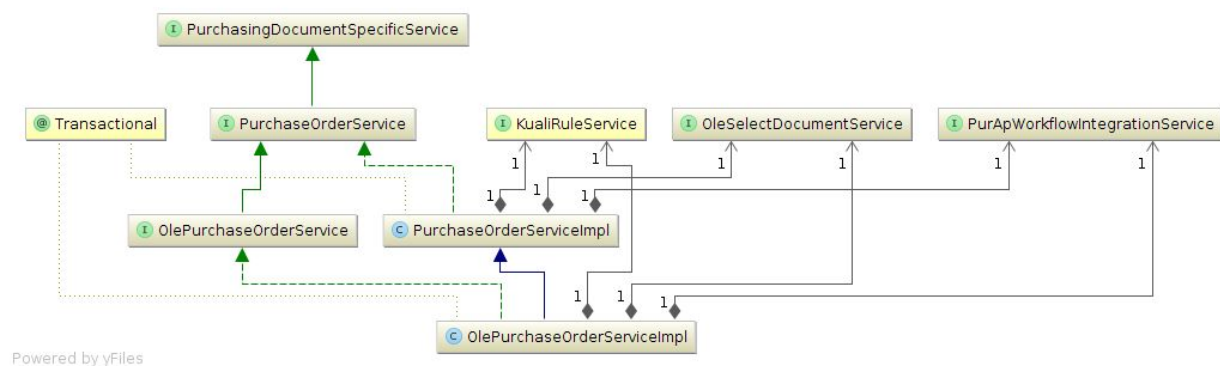 I PurchasingDocumentSpecificService
@ Transactional
I PurchaseOrderService
I KualiRuleService
I OleSelectDocumentService
I PurApWorkflowIntegrationService
1 1 1 1 1 1
1 1 1
I OlePurchaseOrderService
C PurchaseOrderServiceImpl
1 1 1
C OlePurchaseOrderServiceImpl
Powered by yFiles